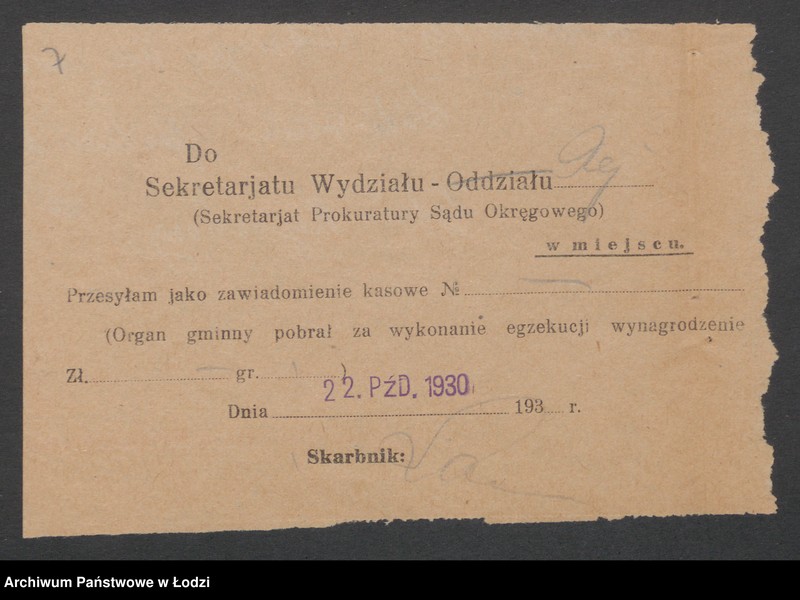 7
Do
Sekretarjatu Wydziału - Oddziału Rej
(Sekretarjat Prokuratury Sądu Okręgowego)
w miejscu.
Przesyłam jako zawiadomienie kasowe № —
(Organ gminny pobrał za wykonanie egzekucji wynagrodzenie
Zł. — gr. )
22. PŹD. 1930
Dnia 193 r.
Skarbnik:
Archiwum Państwowe w Łodzi